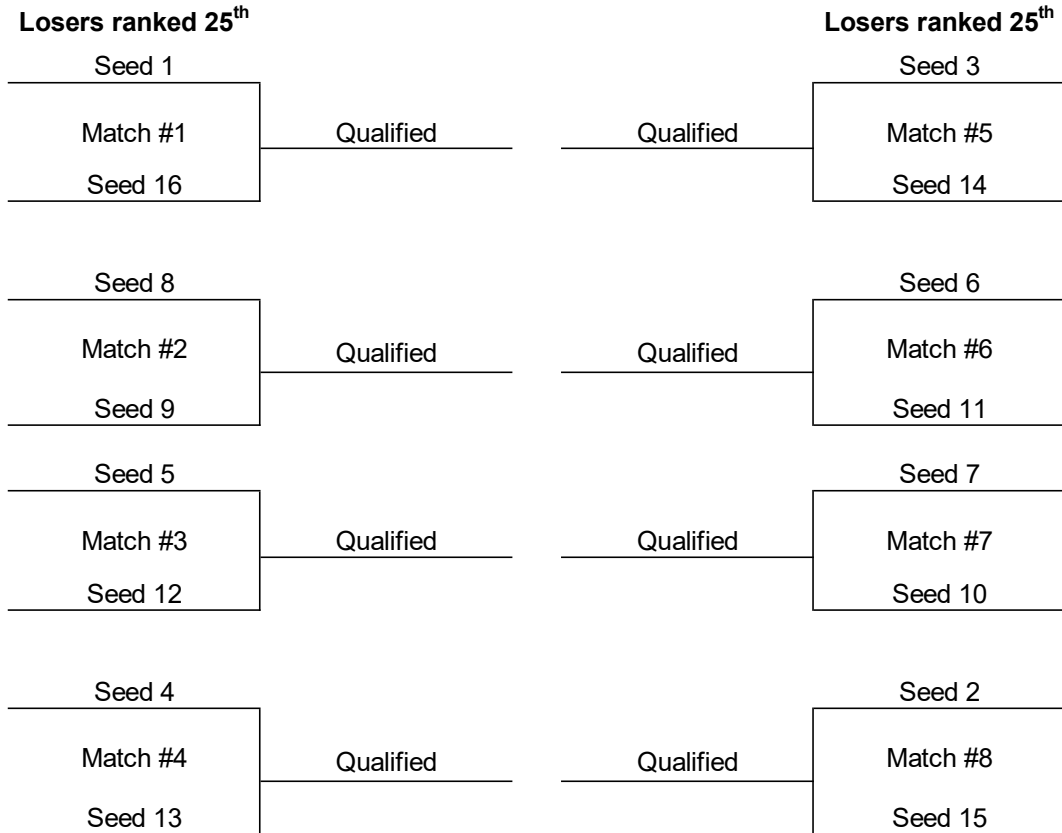 Losers ranked 25th
Losers ranked 25th
Seed 1
Seed 3
Match #1
Qualified
Qualified
Match #5
Seed 16
Seed 14
Seed 8
Seed 6
Match #2
Qualified
Qualified
Match #6
Seed 9
Seed 11
Seed 5
Seed 7
Match #3
Qualified
Qualified
Match #7
Seed 12
Seed 10
Seed 4
Seed 2
Match #4
Qualified
Qualified
Match #8
Seed 13
Seed 15